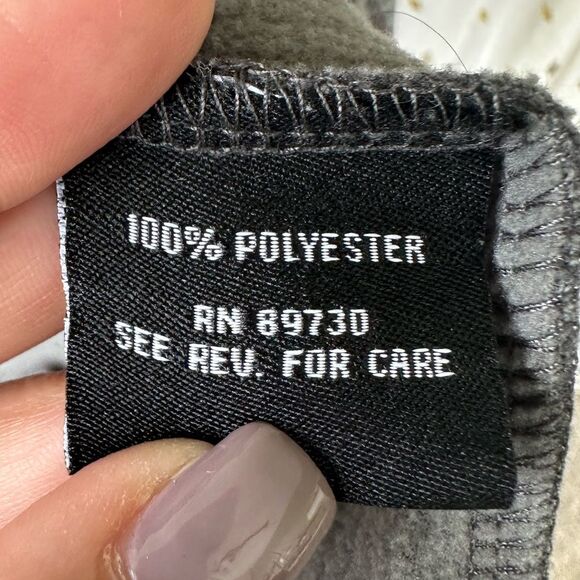 100% POLYESTER
RN 89730
SEE REV. FOR CARE